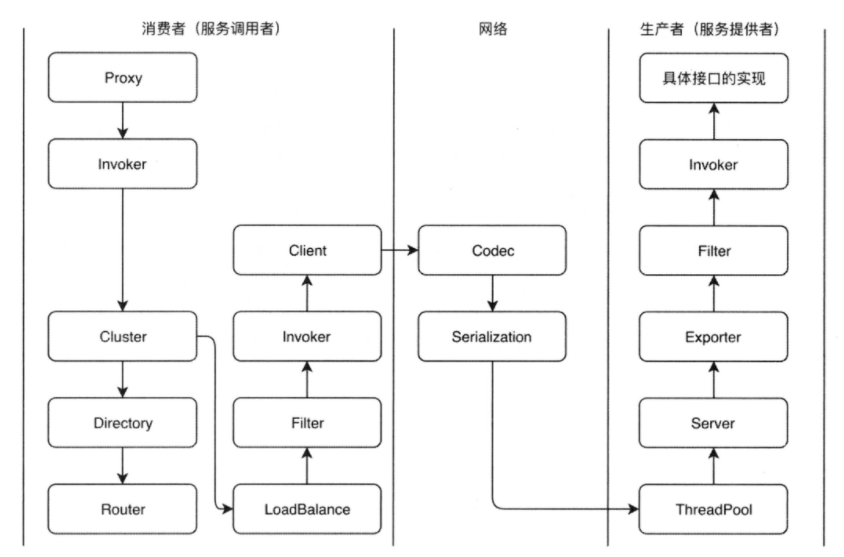 消费者（服务调用者）
网络
生产者（服务提供者）
Proxy
Invoker
Cluster
Directory
Router
Client
Invoker
Filter
LoadBalance
Codec
Serialization
具体接口的实现
Invoker
Filter
Exporter
Server
ThreadPool